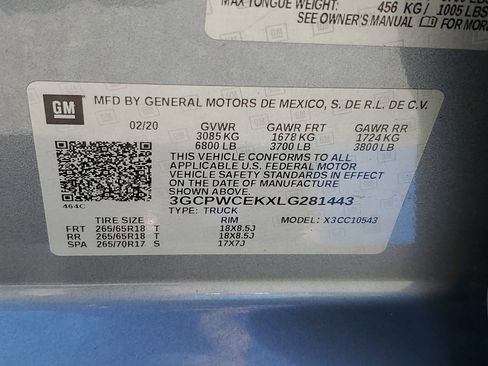 MAX TONGUE WEIGHT: 456 KG/
1005 LBS
SEE OWNER'S MANUAL FOR MORE
GM
MFD BY GENERAL MOTORS DE MEXICO, S. DE R.L. DE C.V.
02/20 GVWR GAWR FRT GAWR RR
3085 KG 1678 KG 1724 KG
6800 LB 3700 LB 3800 LB
THIS VEHICLE CONFORMS TO ALL
APPLICABLE U.S. FEDERAL MOTOR
VEHICLE SAFETY
STANDARDS IN EFFECT ON THE
DATE OF MANUFACTURE
SHOWN ABOVE.
3GCPWCEKXLG281443
464C TYPE: TRUCK MODEL: X3CC10543
TIRE SIZE RIM
FRT 265/65R18 T 18X8.5J
RR 265/65R18 T 18X8.5J
SPA 265/70R17 S 17X7J